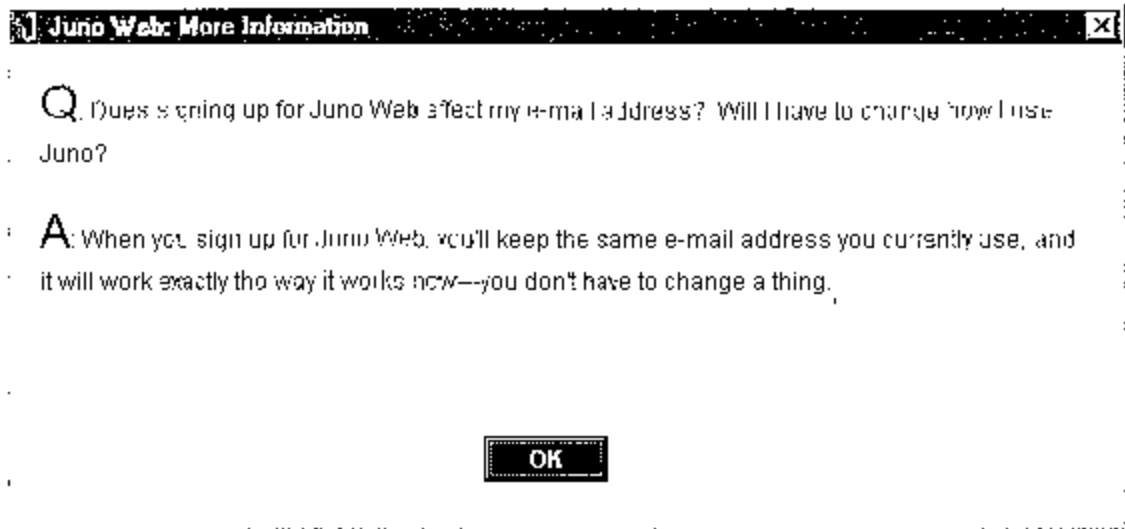 Juno Web: More Information
Q. Does signing up for Juno Web affect my e-mail address? Will I have to change how I use
Juno?
A: When you sign up for Juno Web, you'll keep the same e-mail address you currently use, and
it will work exactly the way it works now—you don't have to change a thing.
OK